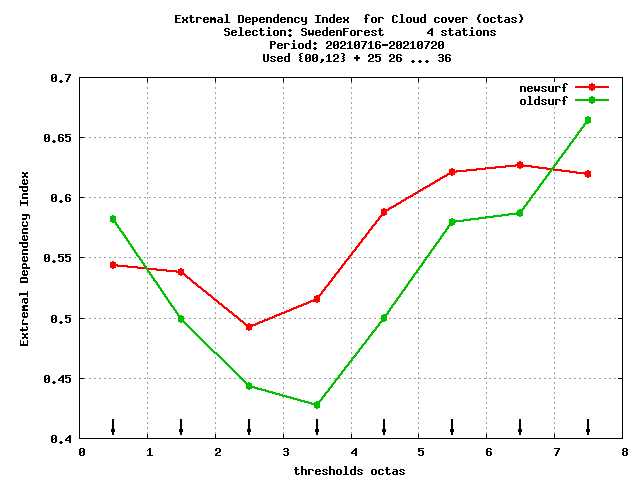 Extremal Dependency Index  for Cloud cover (octas)
Selection: SwedenForest      4 stations
Period: 20210716-20210720
Used {00,12} + 25 26 ... 36
newsurf
oldsurf
0.7
0.65
0.6
0.55
0.5
0.45
0.4
Extremal Dependency Index
0 1 2 3 4 5 6 7 8
thresholds octas